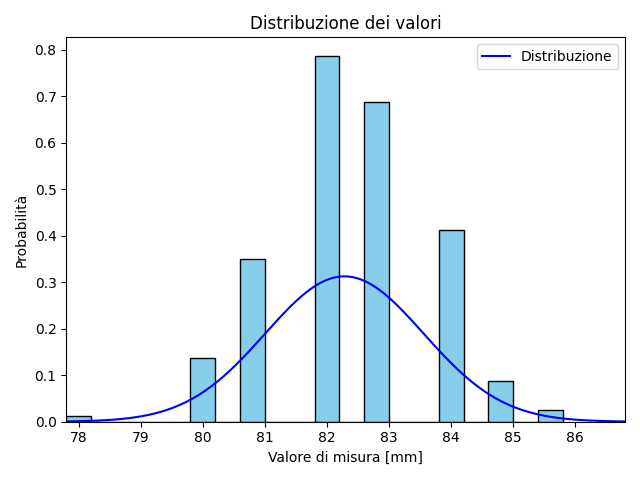 Distribuzione dei valori
Distribuzione
0.8
0.7
0.6
0.5
0.4
0.3
0.2
0.1
0.0
Probabilità
78 79 80 81 82 83 84 85 86
Valore di misura [mm]